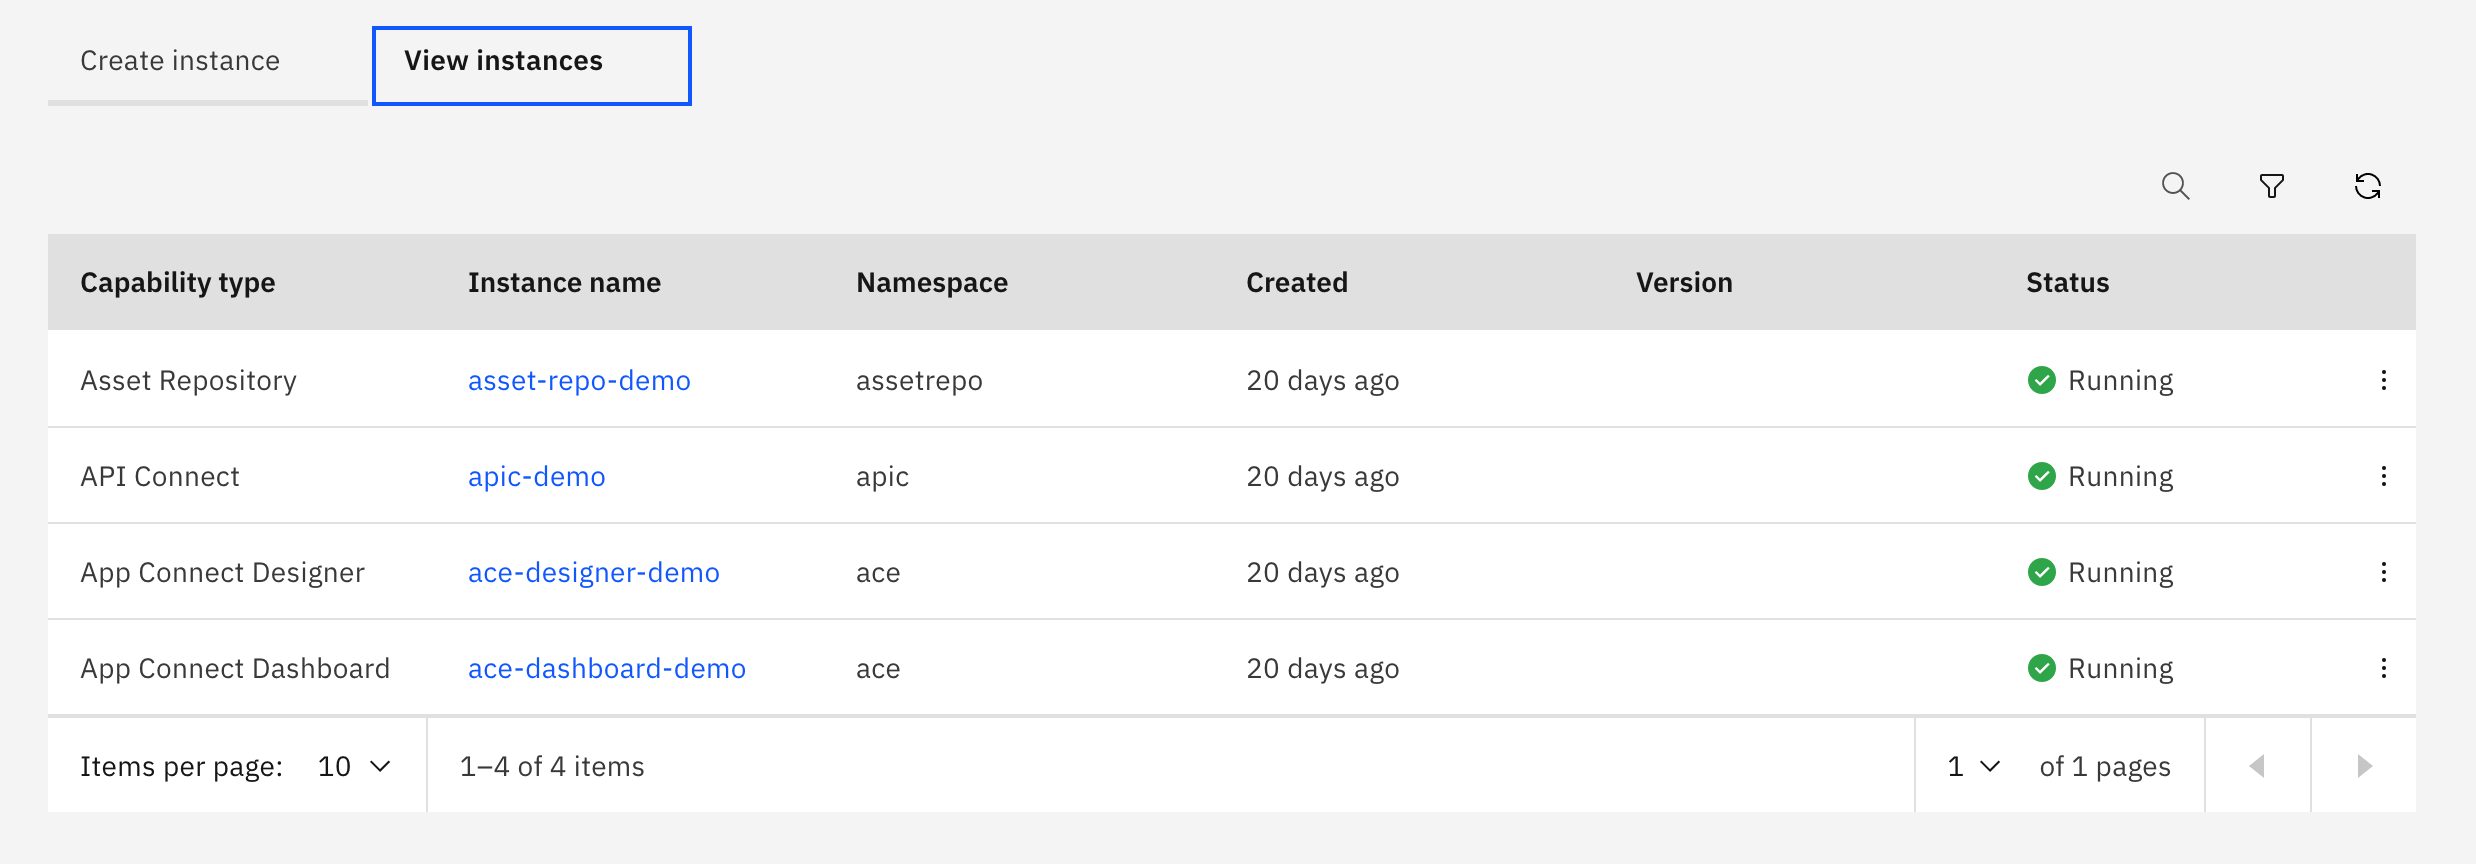 Create instance View instances
Capability type Instance name Namespace Created Version Status
Asset Repository asset-repo-demo assetrepo 20 days ago Running
API Connect apic-demo apic 20 days ago Running
App Connect Designer ace-designer-demo ace 20 days ago Running
App Connect Dashboard ace-dashboard-demo ace 20 days ago Running
Items per page: 10 1–4 of 4 items 1 of 1 pages